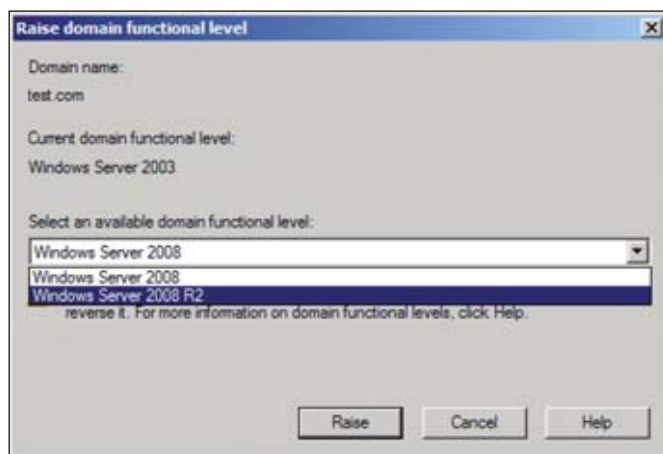 Raise domain functional level
Domain name:
test.com
Current domain functional level:
Windows Server 2003
Select an available domain functional level:
Windows Server 2008
Windows Server 2008
Windows Server 2008 R2
reverse it. For more information on domain functional levels, click Help.
Raise
Cancel
Help